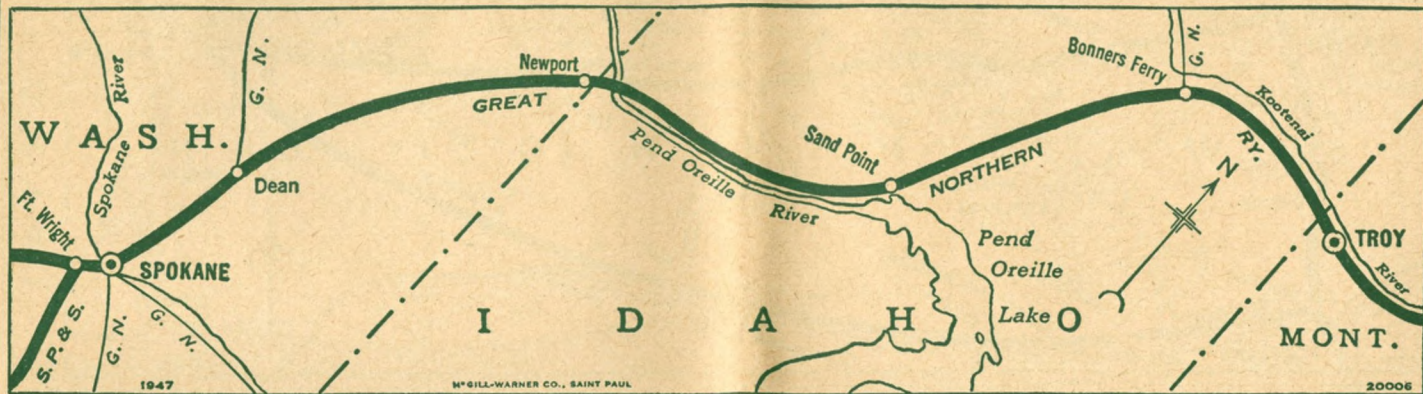 WASH.
Spokane River
G. N.
Newport
GREAT
Dean
Ft. Wright
SPOKANE
S. P. & S.
G. N.
G. N.
1947
Pend Oreille
River
Sand Point
NORTHERN
RY.
Bonners Ferry
G. N.
Kootenai
River
N
TROY
Pend
Oreille
Lake
IDAHO
MONT.
McGILL-WARNER CO., SAINT PAUL
20006